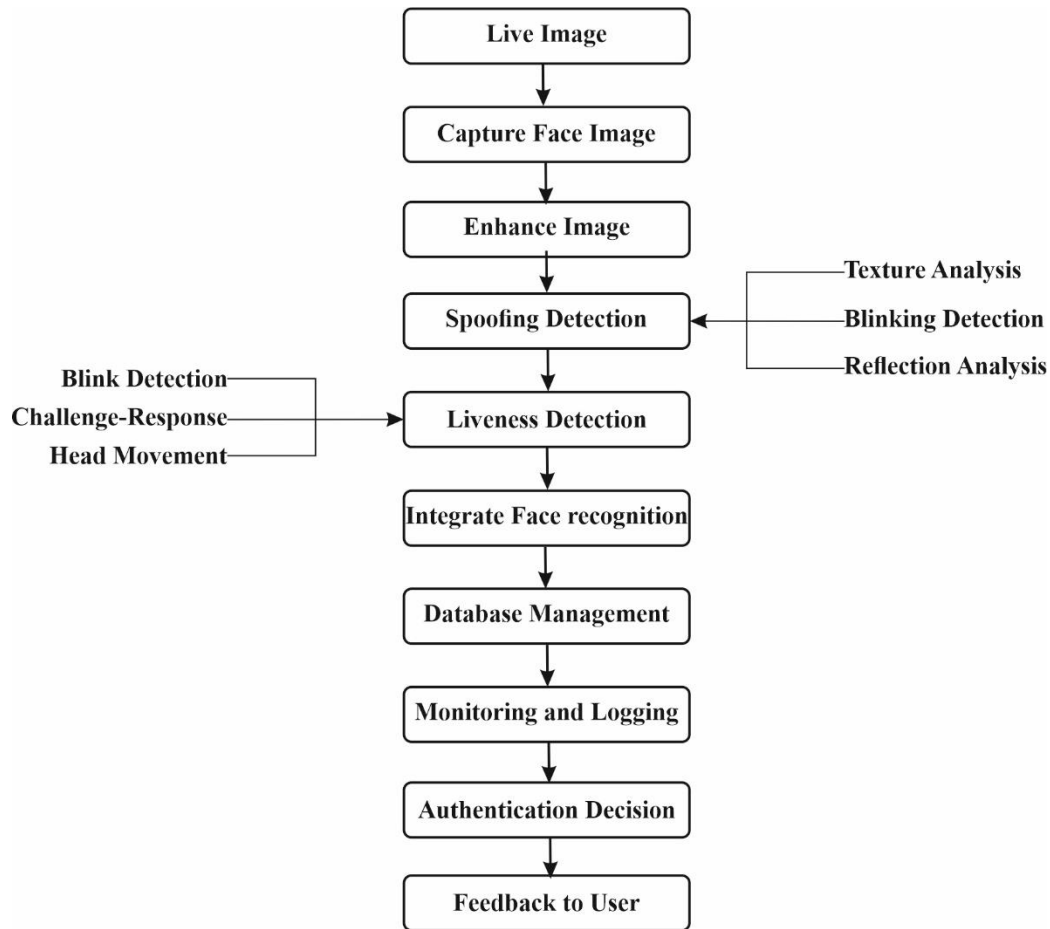 Live Image
Capture Face Image
Enhance Image
Texture Analysis
Spoofing Detection
Blinking Detection
Reflection Analysis
Blink Detection
Challenge-Response
Liveness Detection
Head Movement
Integrate Face recognition
Database Management
Monitoring and Logging
Authentication Decision
Feedback to User